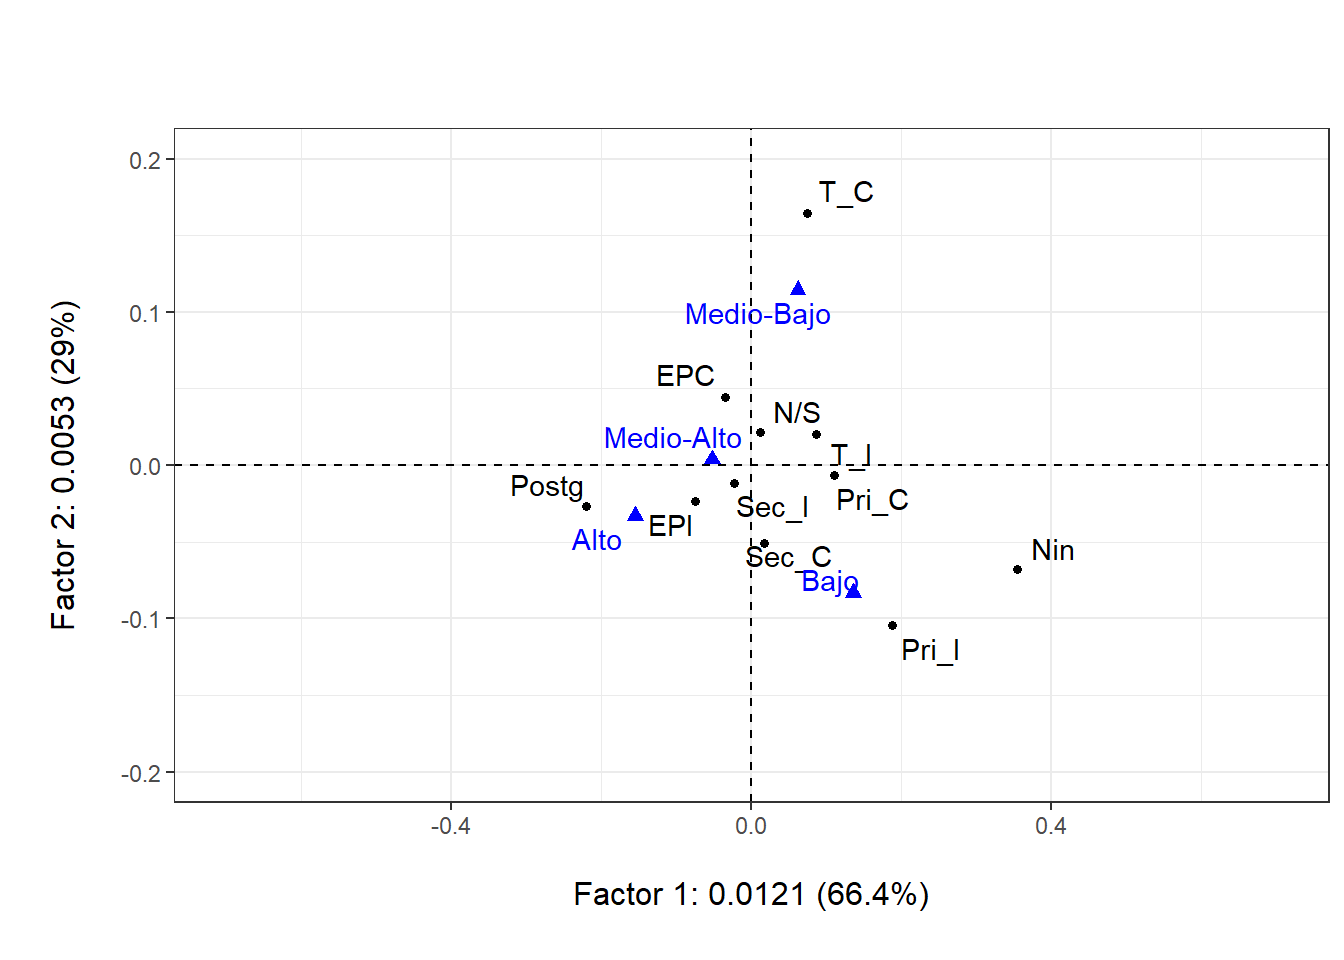 0.2
T_C
0.1
Medio-Bajo
EPC
N/S
Medio-Alto
T_I
0.0
Postg
Sec_I
Pri_C
EPI
Alto
Sec_C
Nin
Bajo
-0.1
Pri_I
-0.2
-0.4
0.0
0.4
Factor 1: 0.0121 (66.4%)
Factor 2: 0.0053 (29%)